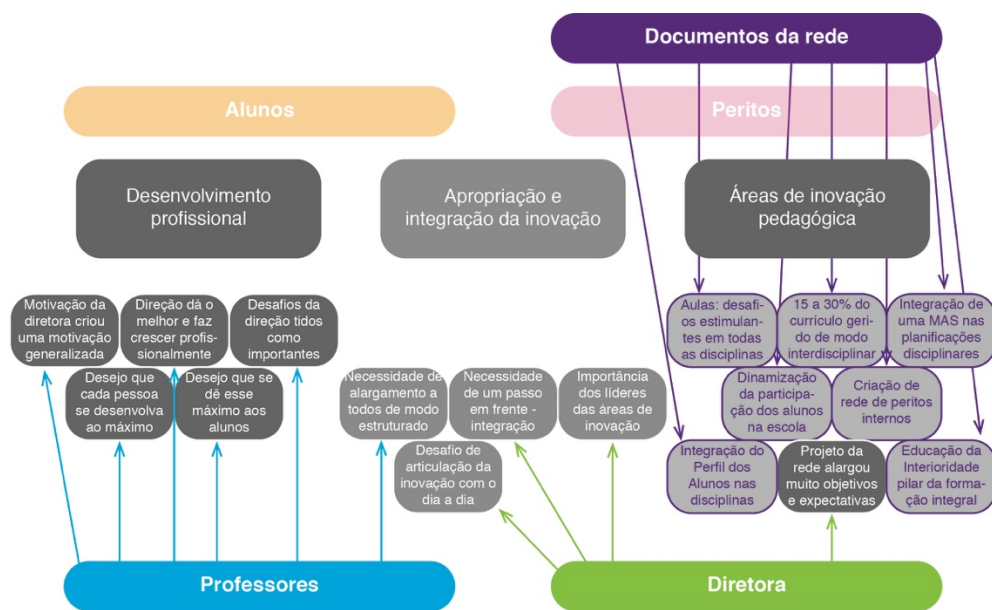 Documentos da rede
Alunos
Peritos
Desenvolvimento
profissional
Apropriação e
integração da inovação
Áreas de inovação
pedagógica
Motivação da
diretora criou
uma motivação
generalizada
Direção dá o
melhor e faz
crescer profis-
sionalmente
Desafios da
direção tidos
como
importantes
Desejo que
cada pessoa
se desenvolva
ao máximo
Desejo que se
dê esse
máximo aos
alunos
Necessidade de
alargamento a
todos de modo
estruturado
Necessidade
de um passo
em frente -
integração
Importância
dos líderes
das áreas de
inovação
Desafio de
articulação da
inovação com o
dia a dia
Aulas: desafi-
os estimulan-
tes em todas
as disciplinas
15 a 30% do
currículo geri-
do de modo
interdisciplinar
Integração de
uma MAS nas
planificações
disciplinares
Dinamização
da participa-
ção dos alunos
na escola
Criação de
rede de peritos
internos
Integração do
Perfil dos
Alunos nas
disciplinas
Projeto da
rede alargou
muito objetivos
e expectativas
Educação da
Interioridade
pilar da forma-
ção integral
Professores
Diretora